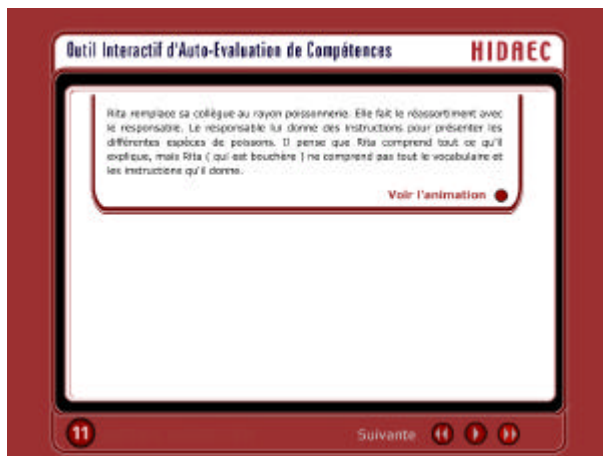 Outil Interactif d'Auto-Evaluation de Compétences
HIDAEC
Rita remplace sa collègue au rayon poissonnerie. Elle fait le réassortiment avec
le responsable. Le responsable lui donne des instructions pour présenter les
différentes espèces de poissons. Il pense que Rita comprend tout ce qu'il
explique, mais Rita ( qui est bouchère ) ne comprend pas tout le vocabulaire et
les instructions qu'il donne.
Voir l'animation
11
Suivante